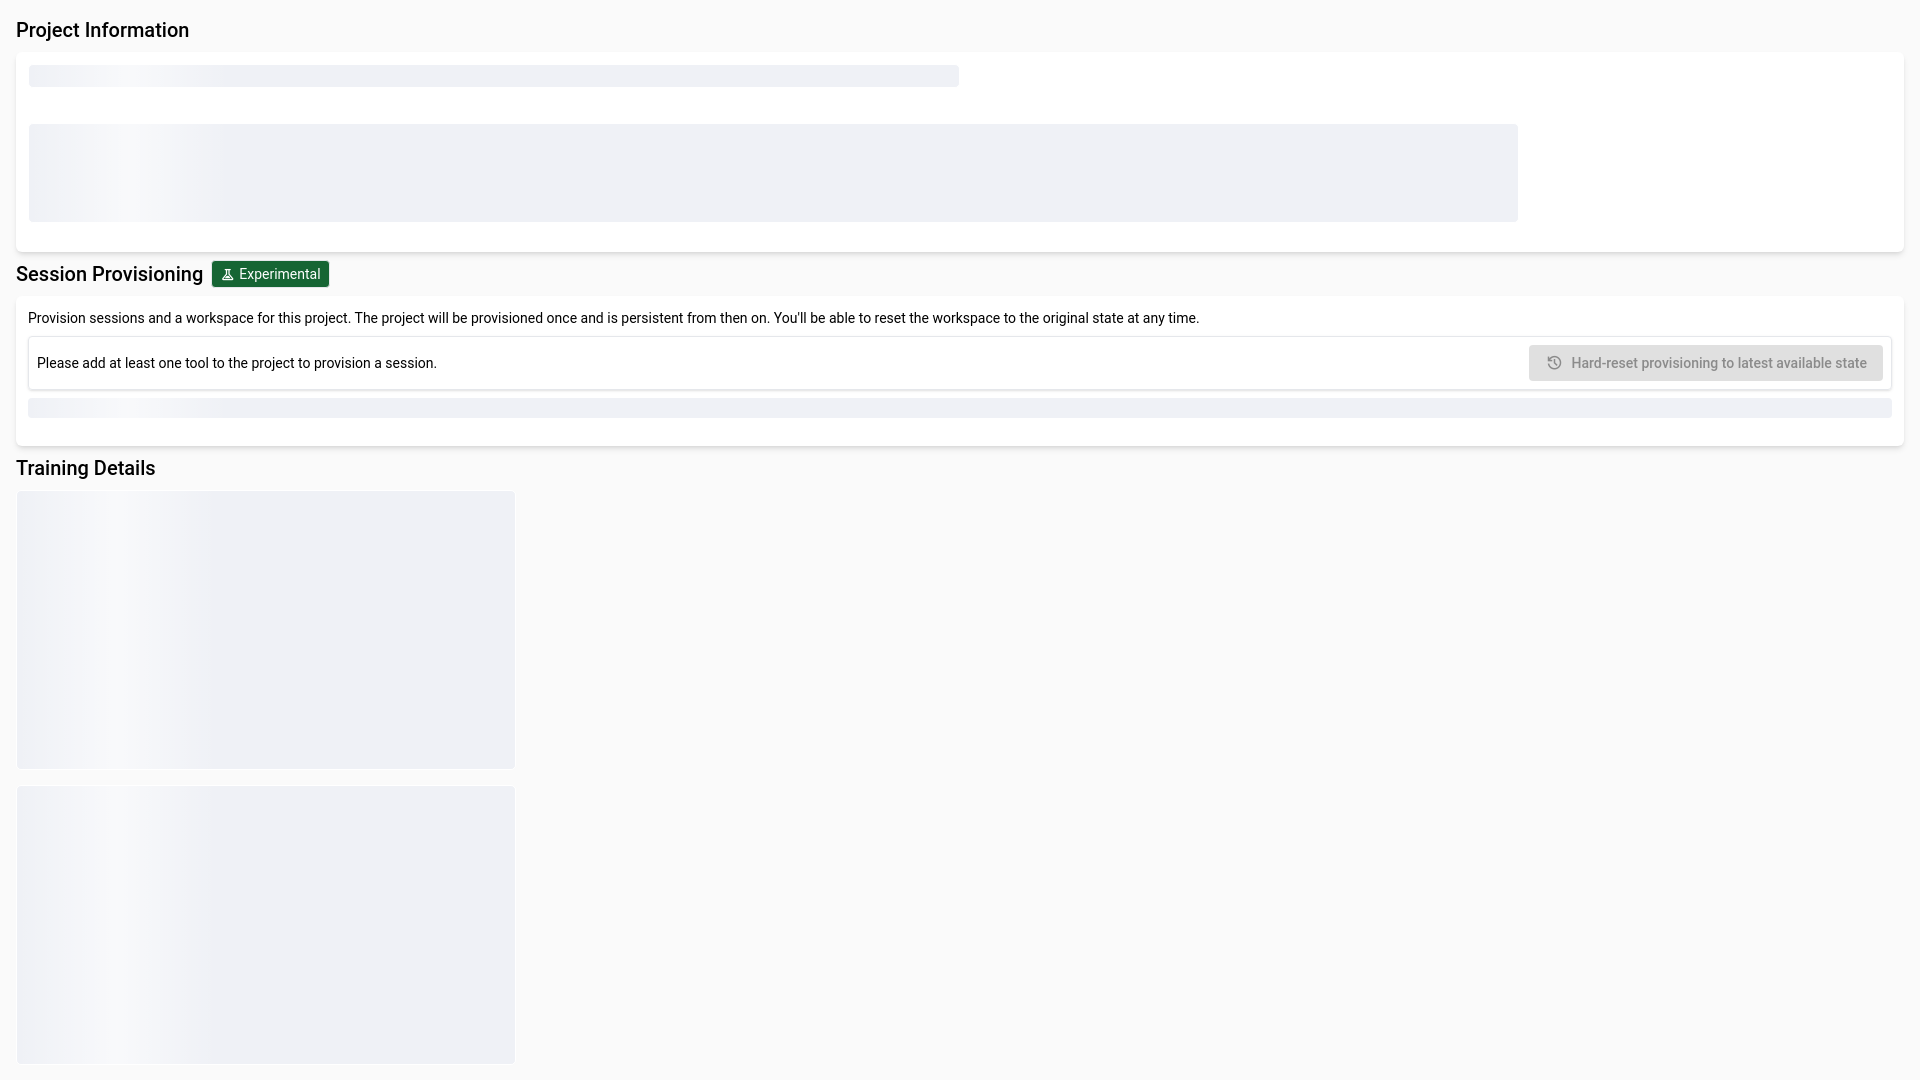 Project Information
Session Provisioning
Experimental
Provision sessions and a workspace for this project. The project will be provisioned once and is persistent from then on. You'll be able to reset the workspace to the original state at any time.
Please add at least one tool to the project to provision a session.
Hard-reset provisioning to latest available state
Training Details